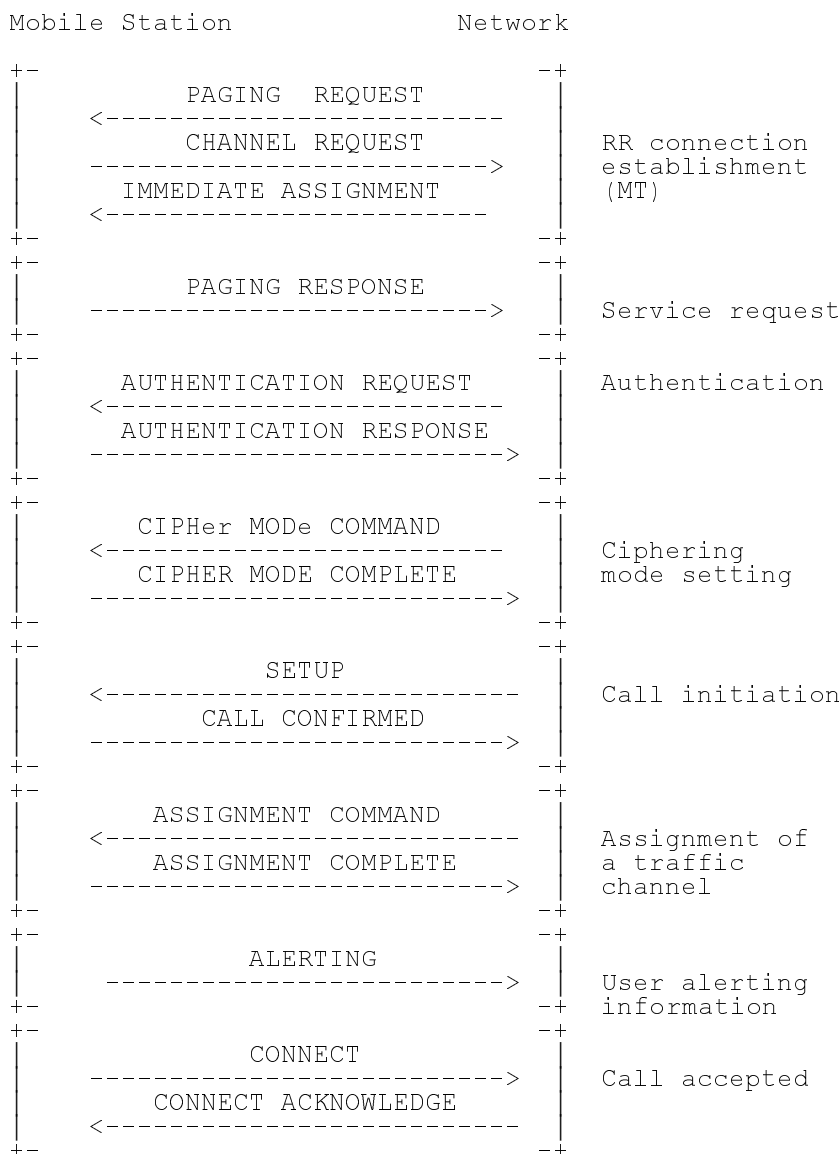 Mobile Station Network
PAGING REQUEST
CHANNEL REQUEST
RR connection
establishment
IMMEDIATE ASSIGNMENT
(MT)
PAGING RESPONSE
Service request
AUTHENTICATION REQUEST
Authentication
AUTHENTICATION RESPONSE
CIPHer MODe COMMAND
Ciphering
CIPHER MODE COMPLETE
mode setting
SETUP
Call initiation
CALL CONFIRMED
ASSIGNMENT COMMAND
Assignment of
ASSIGNMENT COMPLETE
a traffic
channel
ALERTING
User alerting
information
CONNECT
Call accepted
CONNECT ACKNOWLEDGE